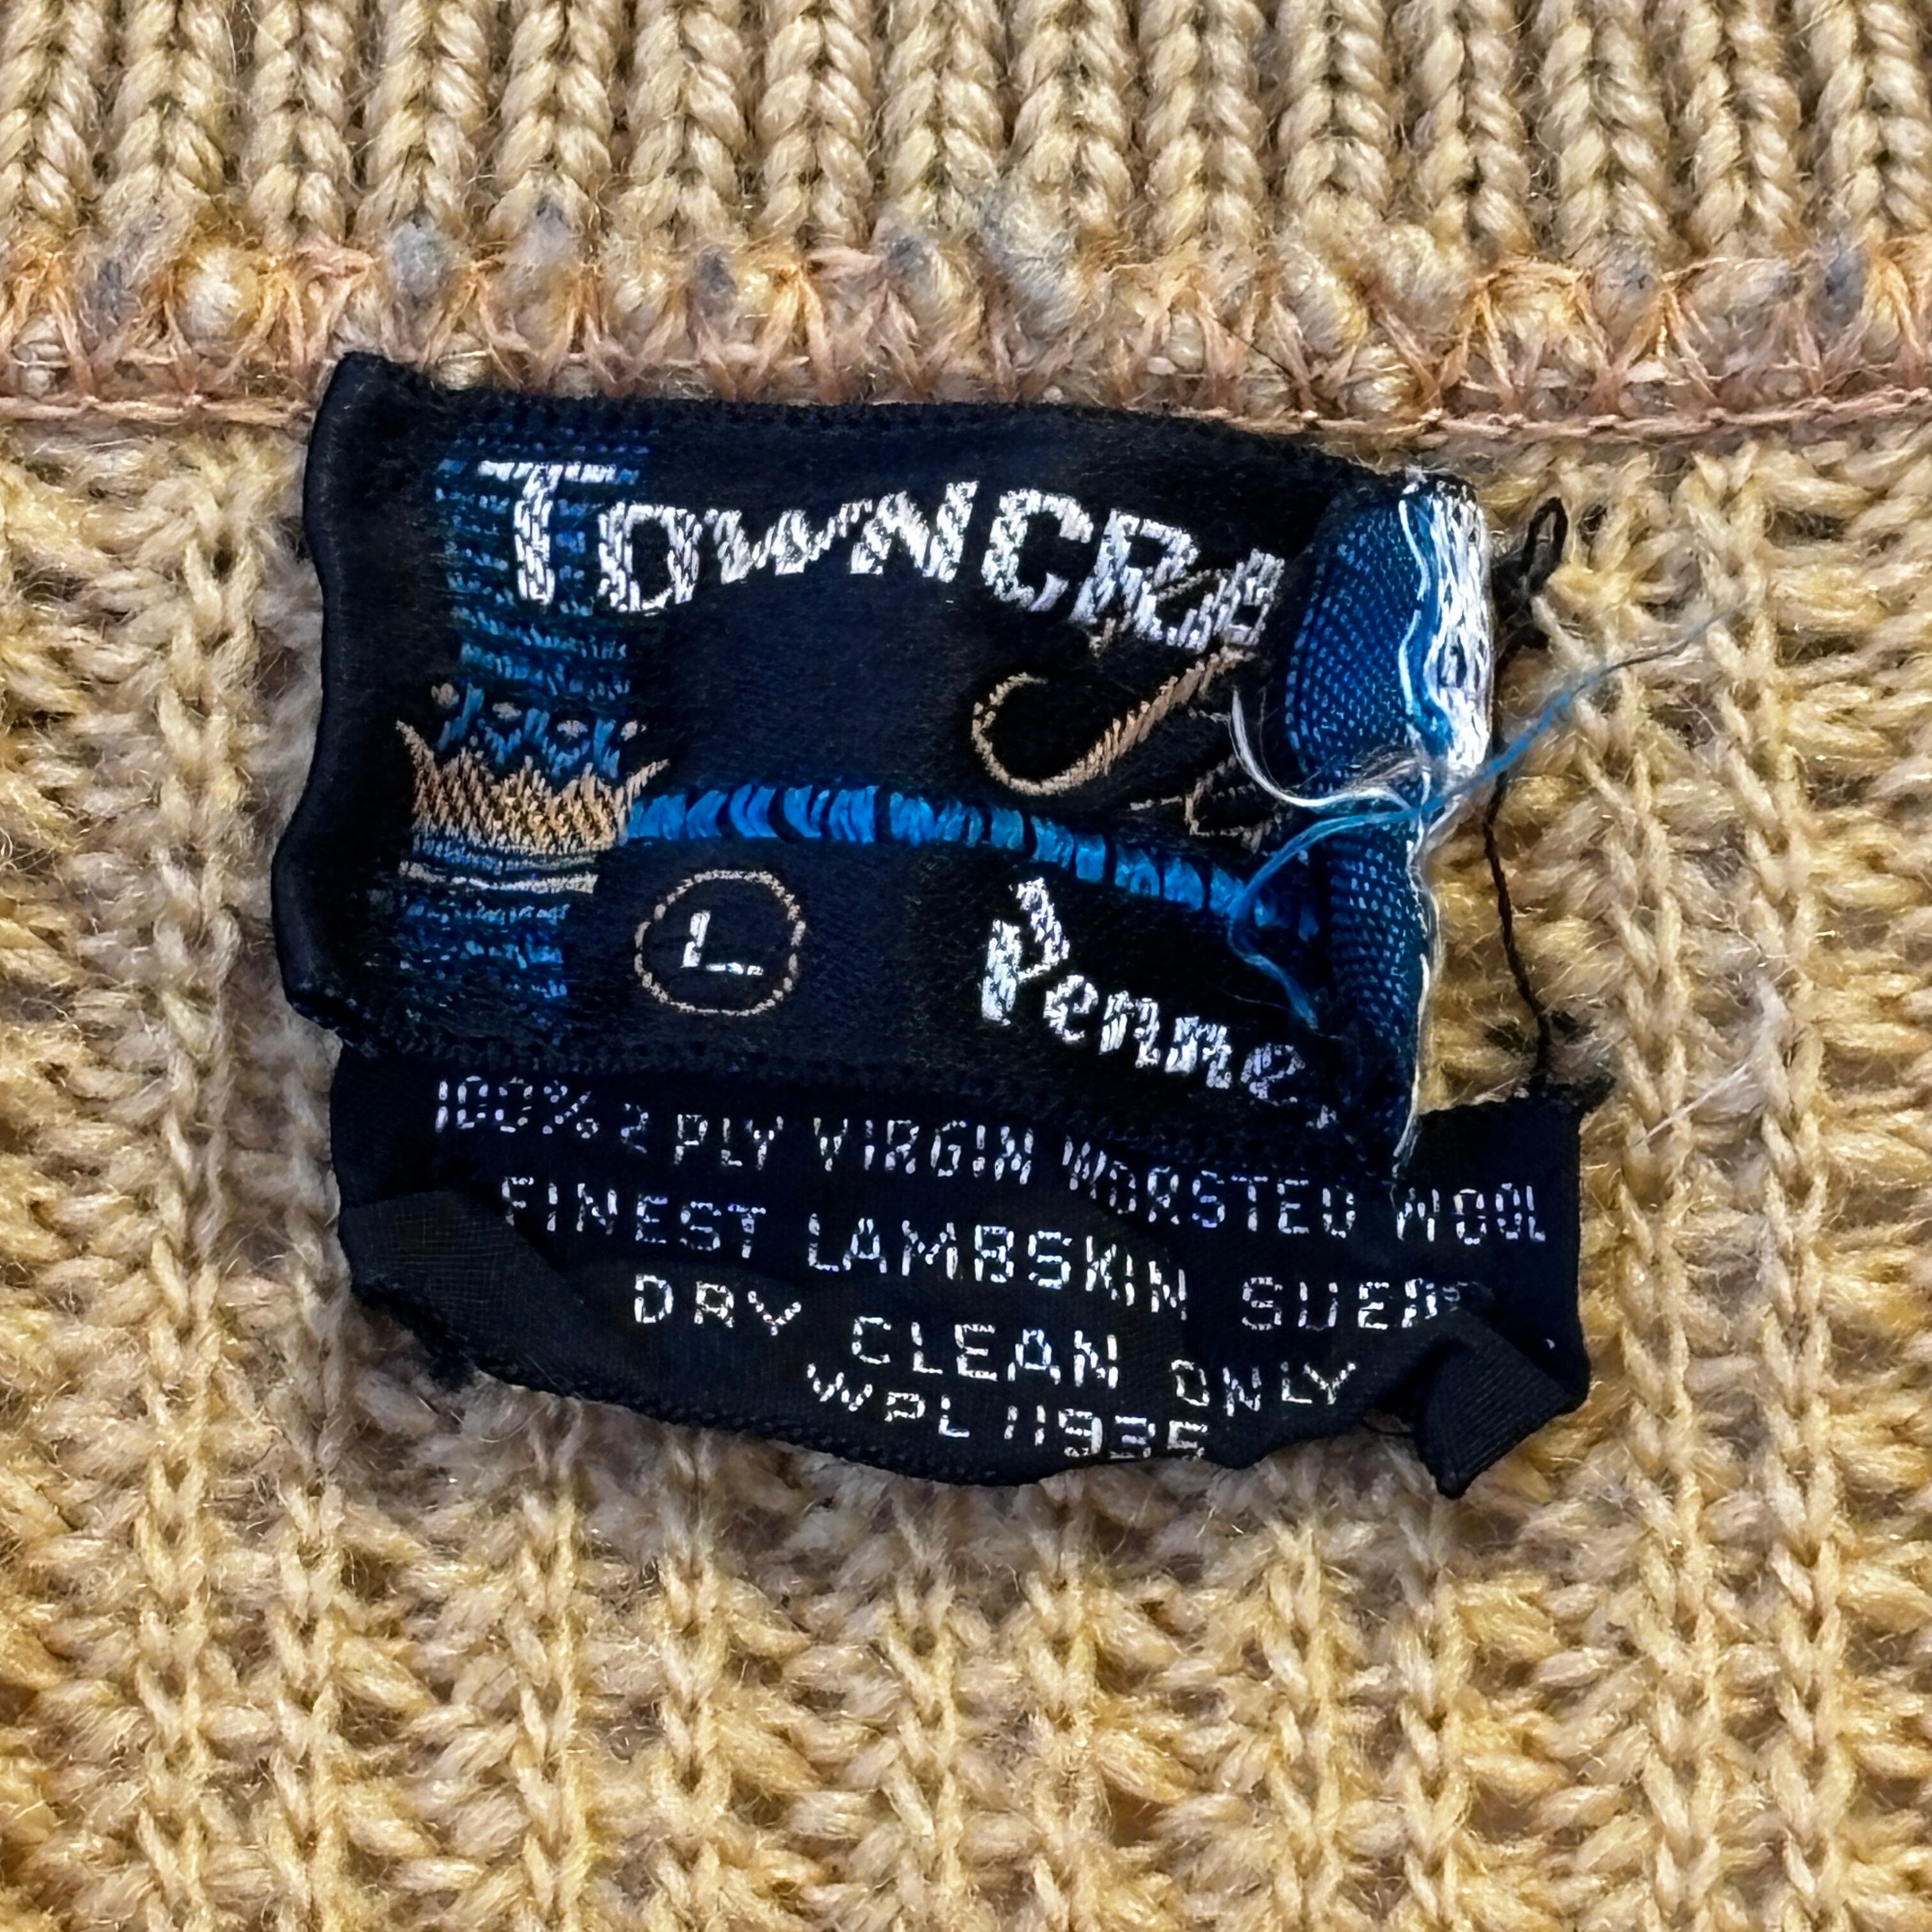 TOWNCRA
L
Penne
100% 2 PLY VIRGIN WORSTED WOOL
FINEST LAMBSKIN SUEDE
DRY CLEAN ONLY
WPL 11935